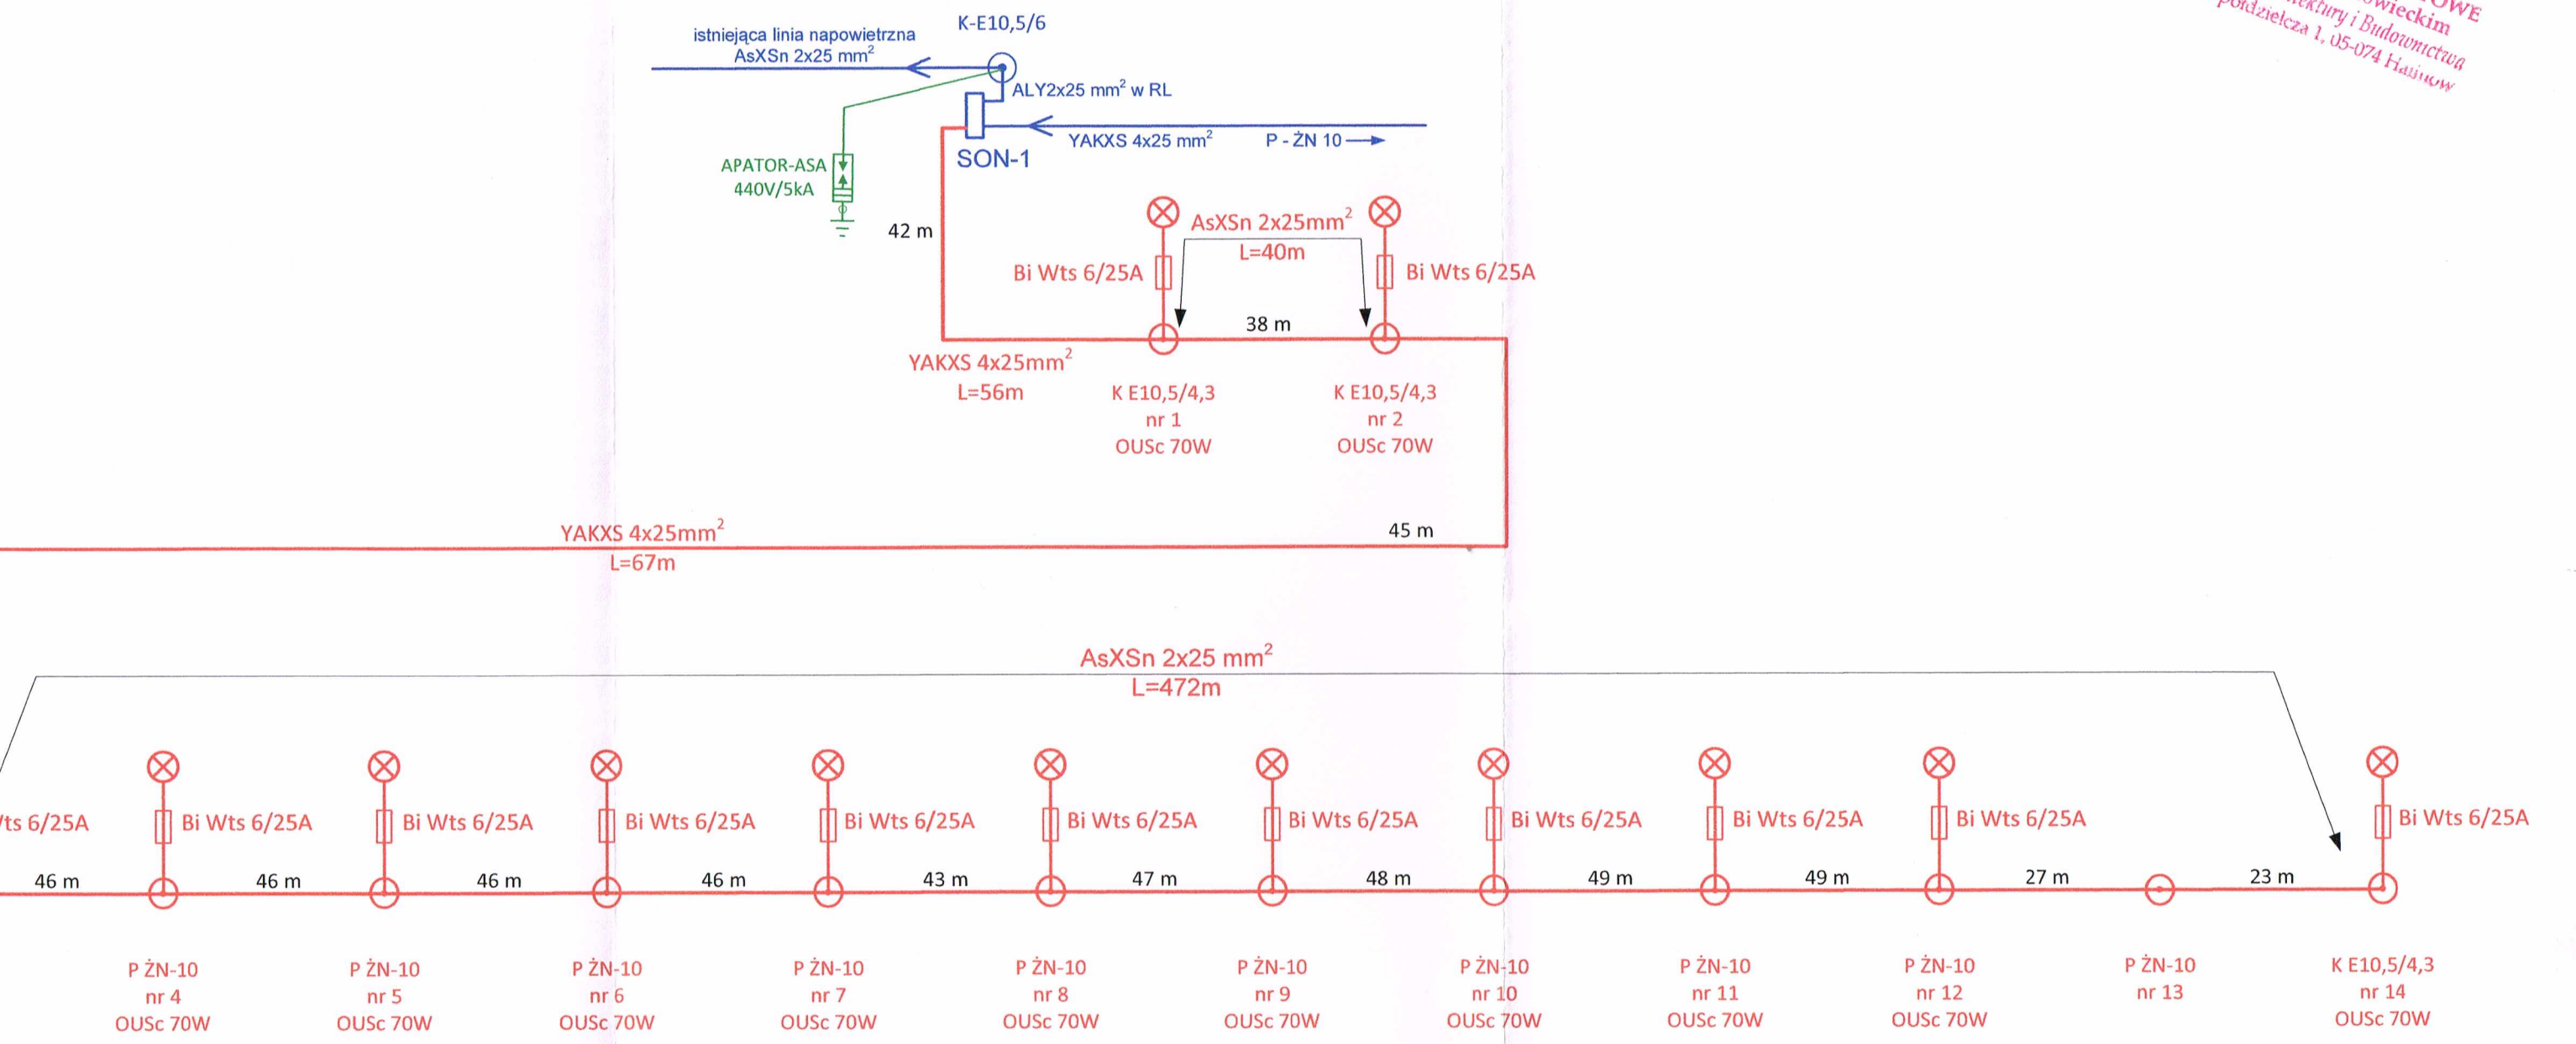 K-E10,5/6
istniejąca linia napowietrzna
AsXSn 2x25 mm²
ALY2x25 mm² w RL
YAKXS 4x25 mm²
P - ŻN 10
SON-1
APATOR-ASA
440V/5kA
42 m
AsXSn 2x25mm²
L=40m
Bi Wts 6/25A
Bi Wts 6/25A
38 m
YAKXS 4x25mm²
L=56m
K E10,5/4,3
nr 1
OUSc 70W
K E10,5/4,3
nr 2
OUSc 70W
45 m
YAKXS 4x25mm²
L=67m
05-074 Halinow
i Budownictwa
AsXSn 2x25 mm²
L=472m
6/25A Bi Wts 6/25A Bi Wts 6/25A Bi Wts 6/25A Bi Wts 6/25A Bi Wts 6/25A Bi Wts 6/25A Bi Wts 6/25A Bi Wts 6/25A Bi Wts 6/25A Bi Wts 6/25A
46 m 46 m 46 m 46 m 43 m 47 m 48 m 49 m 49 m 27 m 23 m
P ŻN-10 P ŻN-10 P ŻN-10 P ŻN-10 P ŻN-10 P ŻN-10 P ŻN-10 P ŻN-10 P ŻN-10 P ŻN-10 K E10,5/4,3
nr 4 nr 5 nr 6 nr 7 nr 8 nr 9 nr 10 nr 11 nr 12 nr 13 nr 14
OUSc 70W OUSc 70W OUSc 70W OUSc 70W OUSc 70W OUSc 70W OUSc 70W OUSc 70W OUSc 70W OUSc 70W